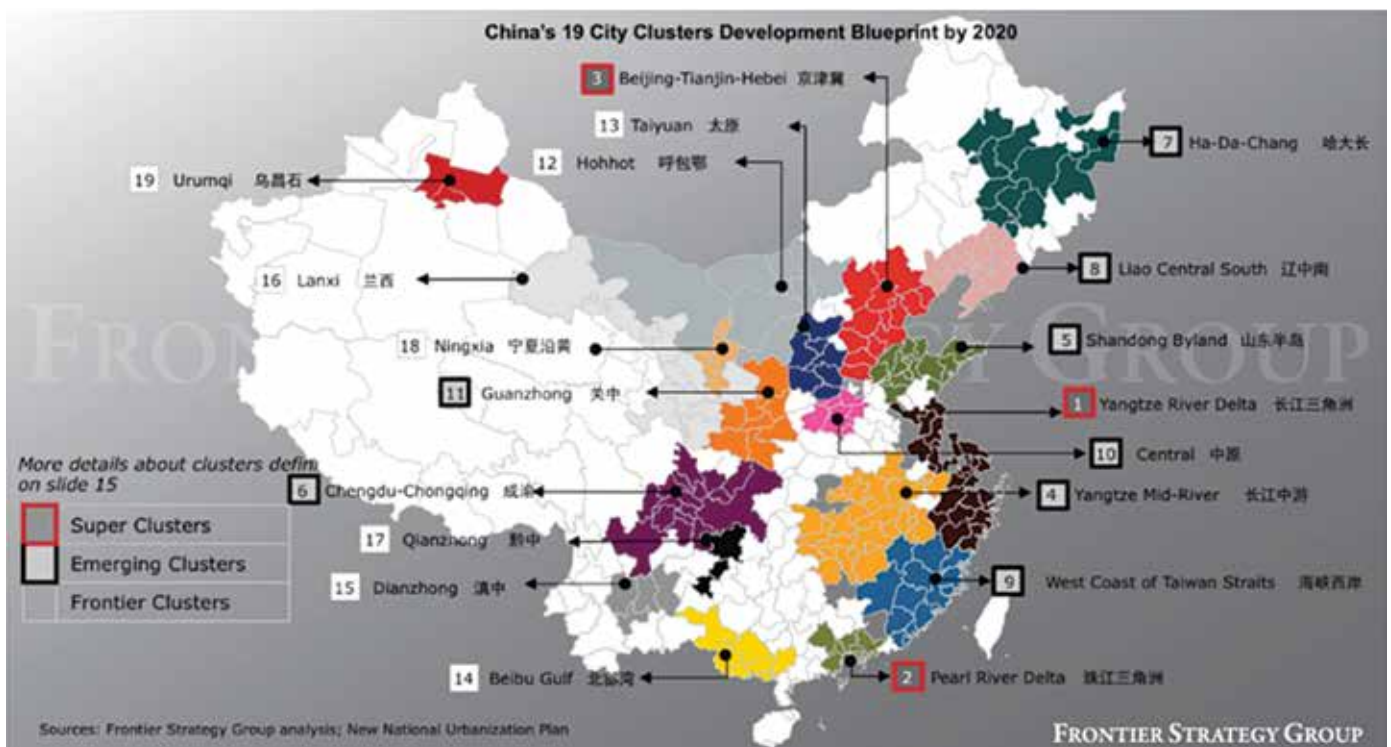 China's 19 City Clusters Development Blueprint by 2020
3 Beijing-Tianjin-Hebei 京津冀
13 Taiyuan 太原
12 Hohhot 呼包鄂
7 Ha-Da-Chang 哈大长
19 Urumqi 乌昌石
8 Liao Central South 辽中南
16 Lanxi 兰西
FRONTIER STRATEGY GROUP
5 Shandong Byland 山东半岛
18 Ningxia 宁夏沿黄
11 Guanzhong 关中
1 Yangtze River Delta 长江三角洲
10 Central 中原
More details about clusters defin
on slide 15
6 Chengdu-Chongqing 成渝
4 Yangtze Mid-River 长江中游
Super Clusters
17 Qianzhong 黔中
Emerging Clusters
15 Dianzhong 滇中
9 West Coast of Taiwan Straits 海峡西岸
Frontier Clusters
14 Beibu Gulf 北部湾
2 Pearl River Delta 珠江三角洲
Sources: Frontier Strategy Group analysis; New National Urbanization Plan
FRONTIER STRATEGY GROUP